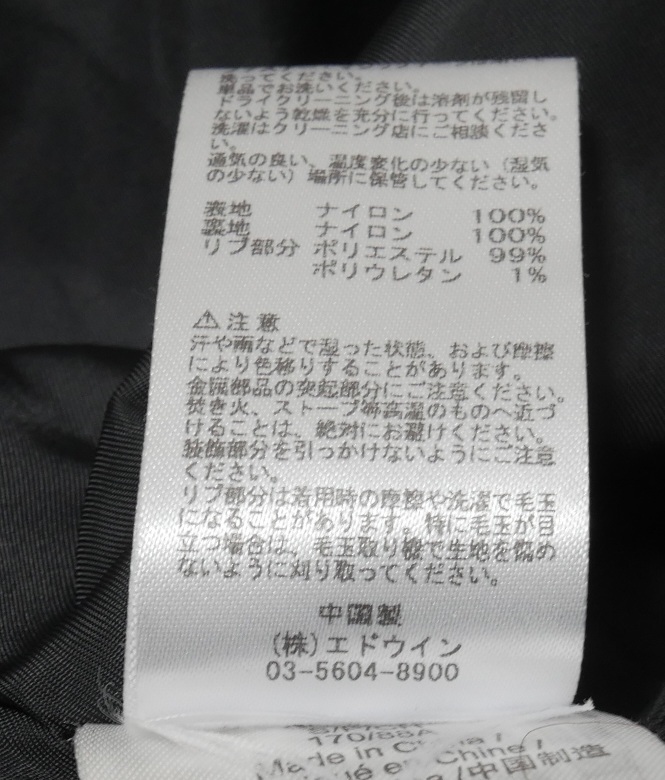 洗ってください。
単品でお洗いください。
ドライクリーニング後は溶剤が残留し
ないよう乾燥を充分に行ってください。
洗濯はクリーニング店にご相談くださ
い。
通気の良い、温度変化の少ない（湿気
の少ない）場所に保管してください。
表地 ナイロン 100%
裏地 ナイロン 100%
リブ部分 ポリエステル 99%
ポリウレタン 1%
⚠注意
汗や雨などで湿った状態、および摩擦
により色移りすることがあります。
金属部品の突起部分にご注意ください。
焚き火、ストーブ等高温のものへ近づ
けることは、絶対にお避けください。
装飾部分を引っかけないようにご注意
ください。
リブ部分は着用時の摩擦や洗濯で毛玉
になることがあります。特に毛玉が目
立つ場合は、毛玉取り機で生地を傷め
ないように刈り取ってください。
中国製
(株)エドウイン
03-5604-8900
170/88A
Made in China /
en Chine /
/中国制造